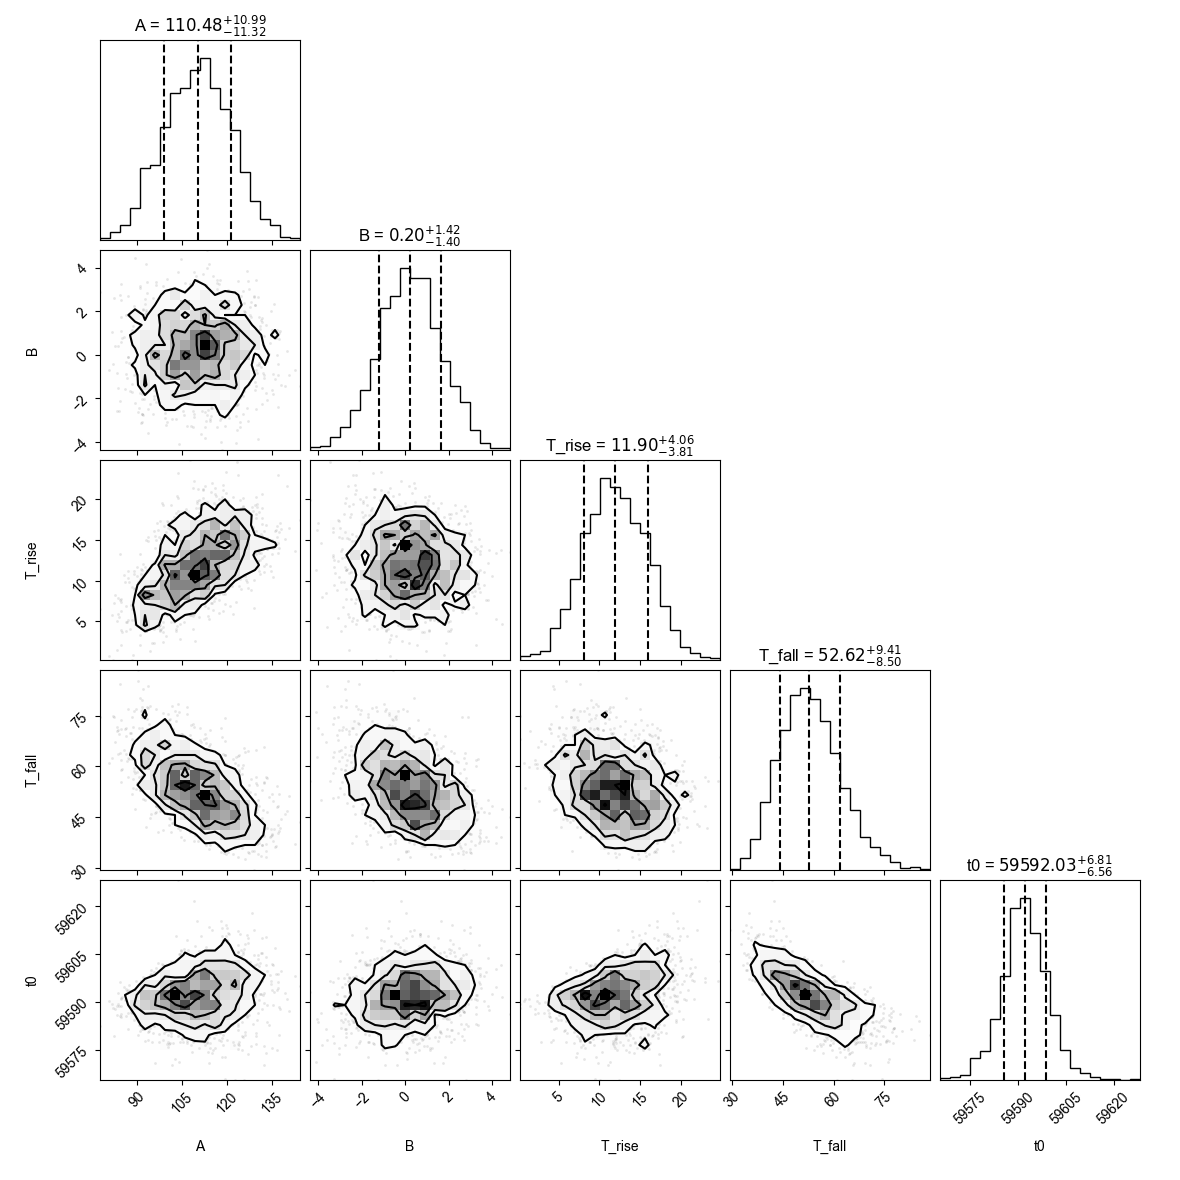 A = 110.48+10.99−11.32
B = 0.20+1.42−1.40
4
2
0
-2
-4
B
T_rise = 11.90+4.06−3.81
20
15
10
5
T_rise
T_fall = 52.62+9.41−8.50
75
60
45
30
T_fall
t0 = 59592.03+6.81−6.56
59620
59605
59590
59575
t0
90 105 120 135 -4 -2 0 2 4 5 10 15 20 30 45 60 75 59575 59590 59605 59620
A B T_rise T_fall t0